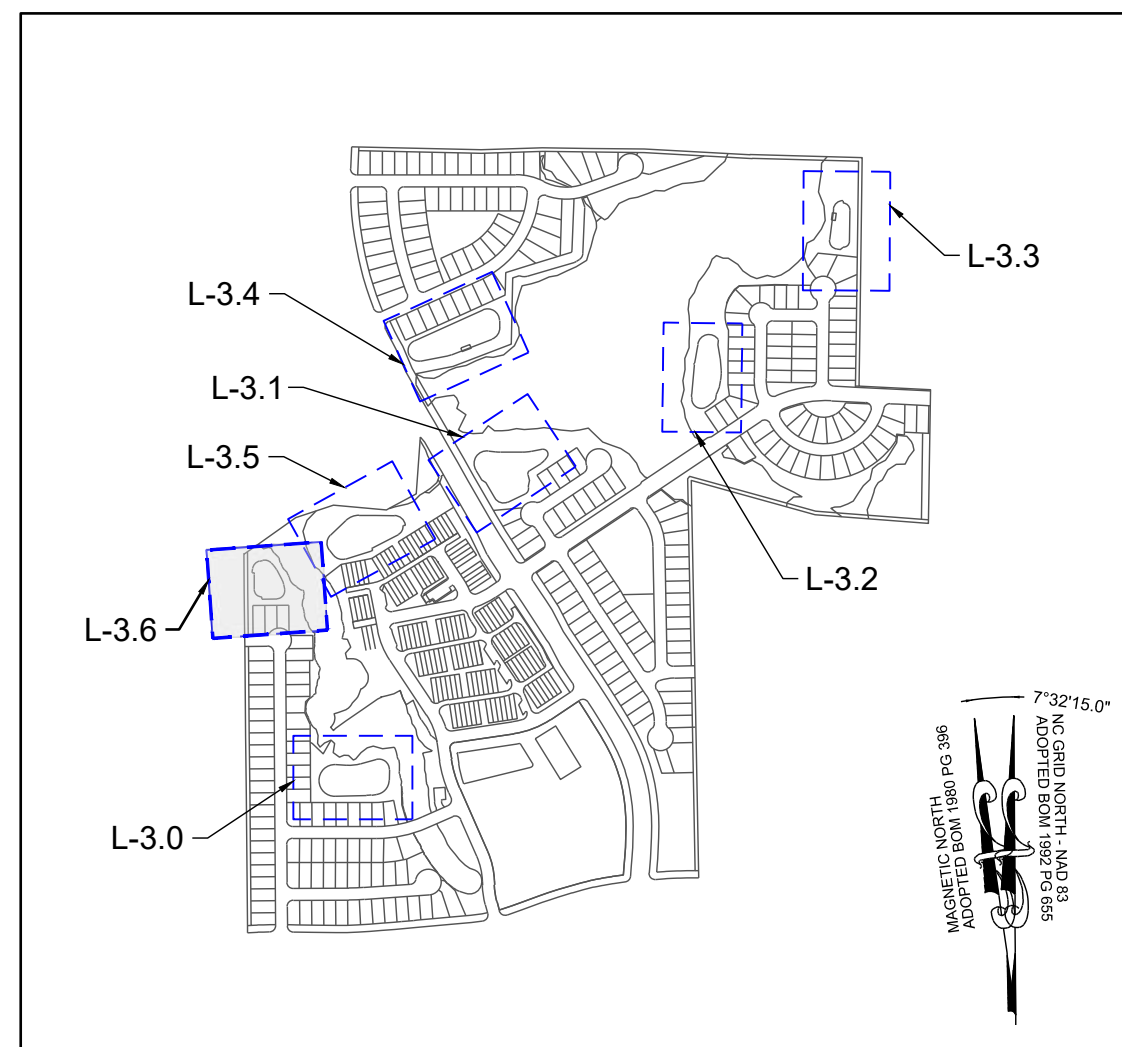 L-3.3
L-3.4
L-3.1
L-3.5
L-3.2
L-3.6
L-3.0
7°32'15.0"
MAGNETIC NORTH
ADOPTED BOM 1980 PG 396
NC GRID NORTH - NAD 83
ADOPTED BOM 1992 PG 655